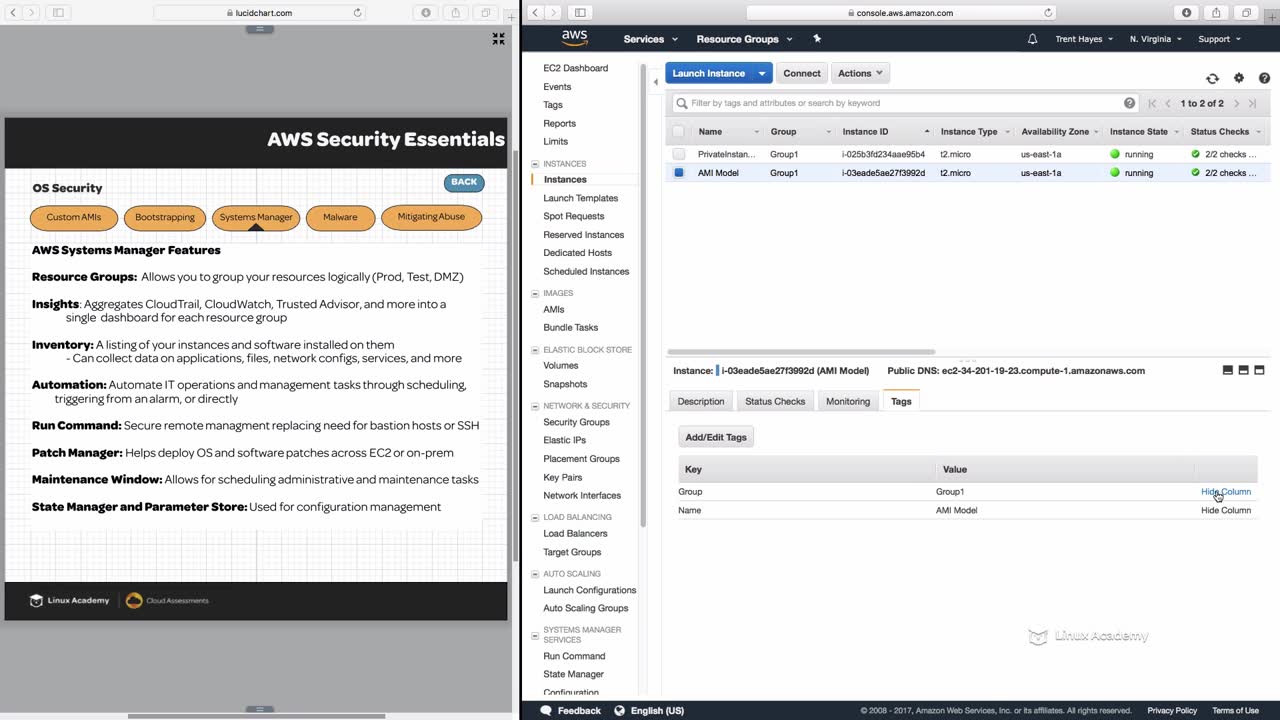 lucidchart.com
AWS Security Essentials
OS Security
BACK
Custom AMIs
Bootstrapping
Systems Manager
Malware
Mitigating Abuse
AWS Systems Manager Features
Resource Groups: Allows you to group your resources logically (Prod, Test, DMZ)
Insights: Aggregates CloudTrail, CloudWatch, Trusted Advisor, and more into a
single dashboard for each resource group
Inventory: A listing of your instances and software installed on them
- Can collect data on applications, files, network configs, services, and more
Automation: Automate IT operations and management tasks through scheduling,
triggering from an alarm, or directly
Run Command: Secure remote managment replacing need for bastion hosts or SSH
Patch Manager: Helps deploy OS and software patches across EC2 or on-prem
Maintenance Window: Allows for scheduling administrative and maintenance tasks
State Manager and Parameter Store: Used for configuration management
Linux Academy
Cloud Assessments
console.aws.amazon.com
aws
Services
Resource Groups
Trent Hayes
N. Virginia
Support
EC2 Dashboard
Events
Tags
Reports
Limits
INSTANCES
Instances
Launch Templates
Spot Requests
Reserved Instances
Dedicated Hosts
Scheduled Instances
IMAGES
AMIs
Bundle Tasks
ELASTIC BLOCK STORE
Volumes
Snapshots
NETWORK & SECURITY
Security Groups
Elastic IPs
Placement Groups
Key Pairs
Network Interfaces
LOAD BALANCING
Load Balancers
Target Groups
AUTO SCALING
Launch Configurations
Auto Scaling Groups
SYSTEMS MANAGER
SERVICES
Run Command
State Manager
Configuration
Launch Instance
Connect
Actions
Filter by tags and attributes or search by keyword
1 to 2 of 2
Name Group Instance ID Instance Type Availability Zone Instance State Status Checks
PrivateInstan... Group1 i-025b3fd234aae95b4 t2.micro us-east-1a running 2/2 checks ...
AMI Model Group1 i-03eade5ae27f3992d t2.micro us-east-1a running 2/2 checks ...
Instance: i-03eade5ae27f3992d (AMI Model) Public DNS: ec2-34-201-19-23.compute-1.amazonaws.com
Description
Status Checks
Monitoring
Tags
Add/Edit Tags
Key Value
Group Group1 Hide Column
Name AMI Model Hide Column
Linux Academy
Feedback
English (US)
© 2008 - 2017, Amazon Web Services, Inc. or its affiliates. All rights reserved.
Privacy Policy
Terms of Use